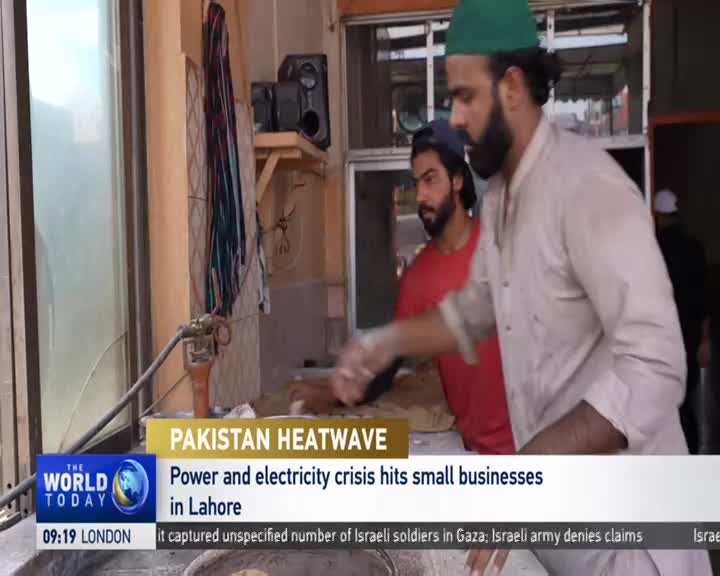 PAKISTAN HEATWAVE
THE
WORLD
TODAY
Power and electricity crisis hits small businesses
in Lahore
09:19 LONDON
it captured unspecified number of Israeli soldiers in Gaza; Israeli army denies claims Israe